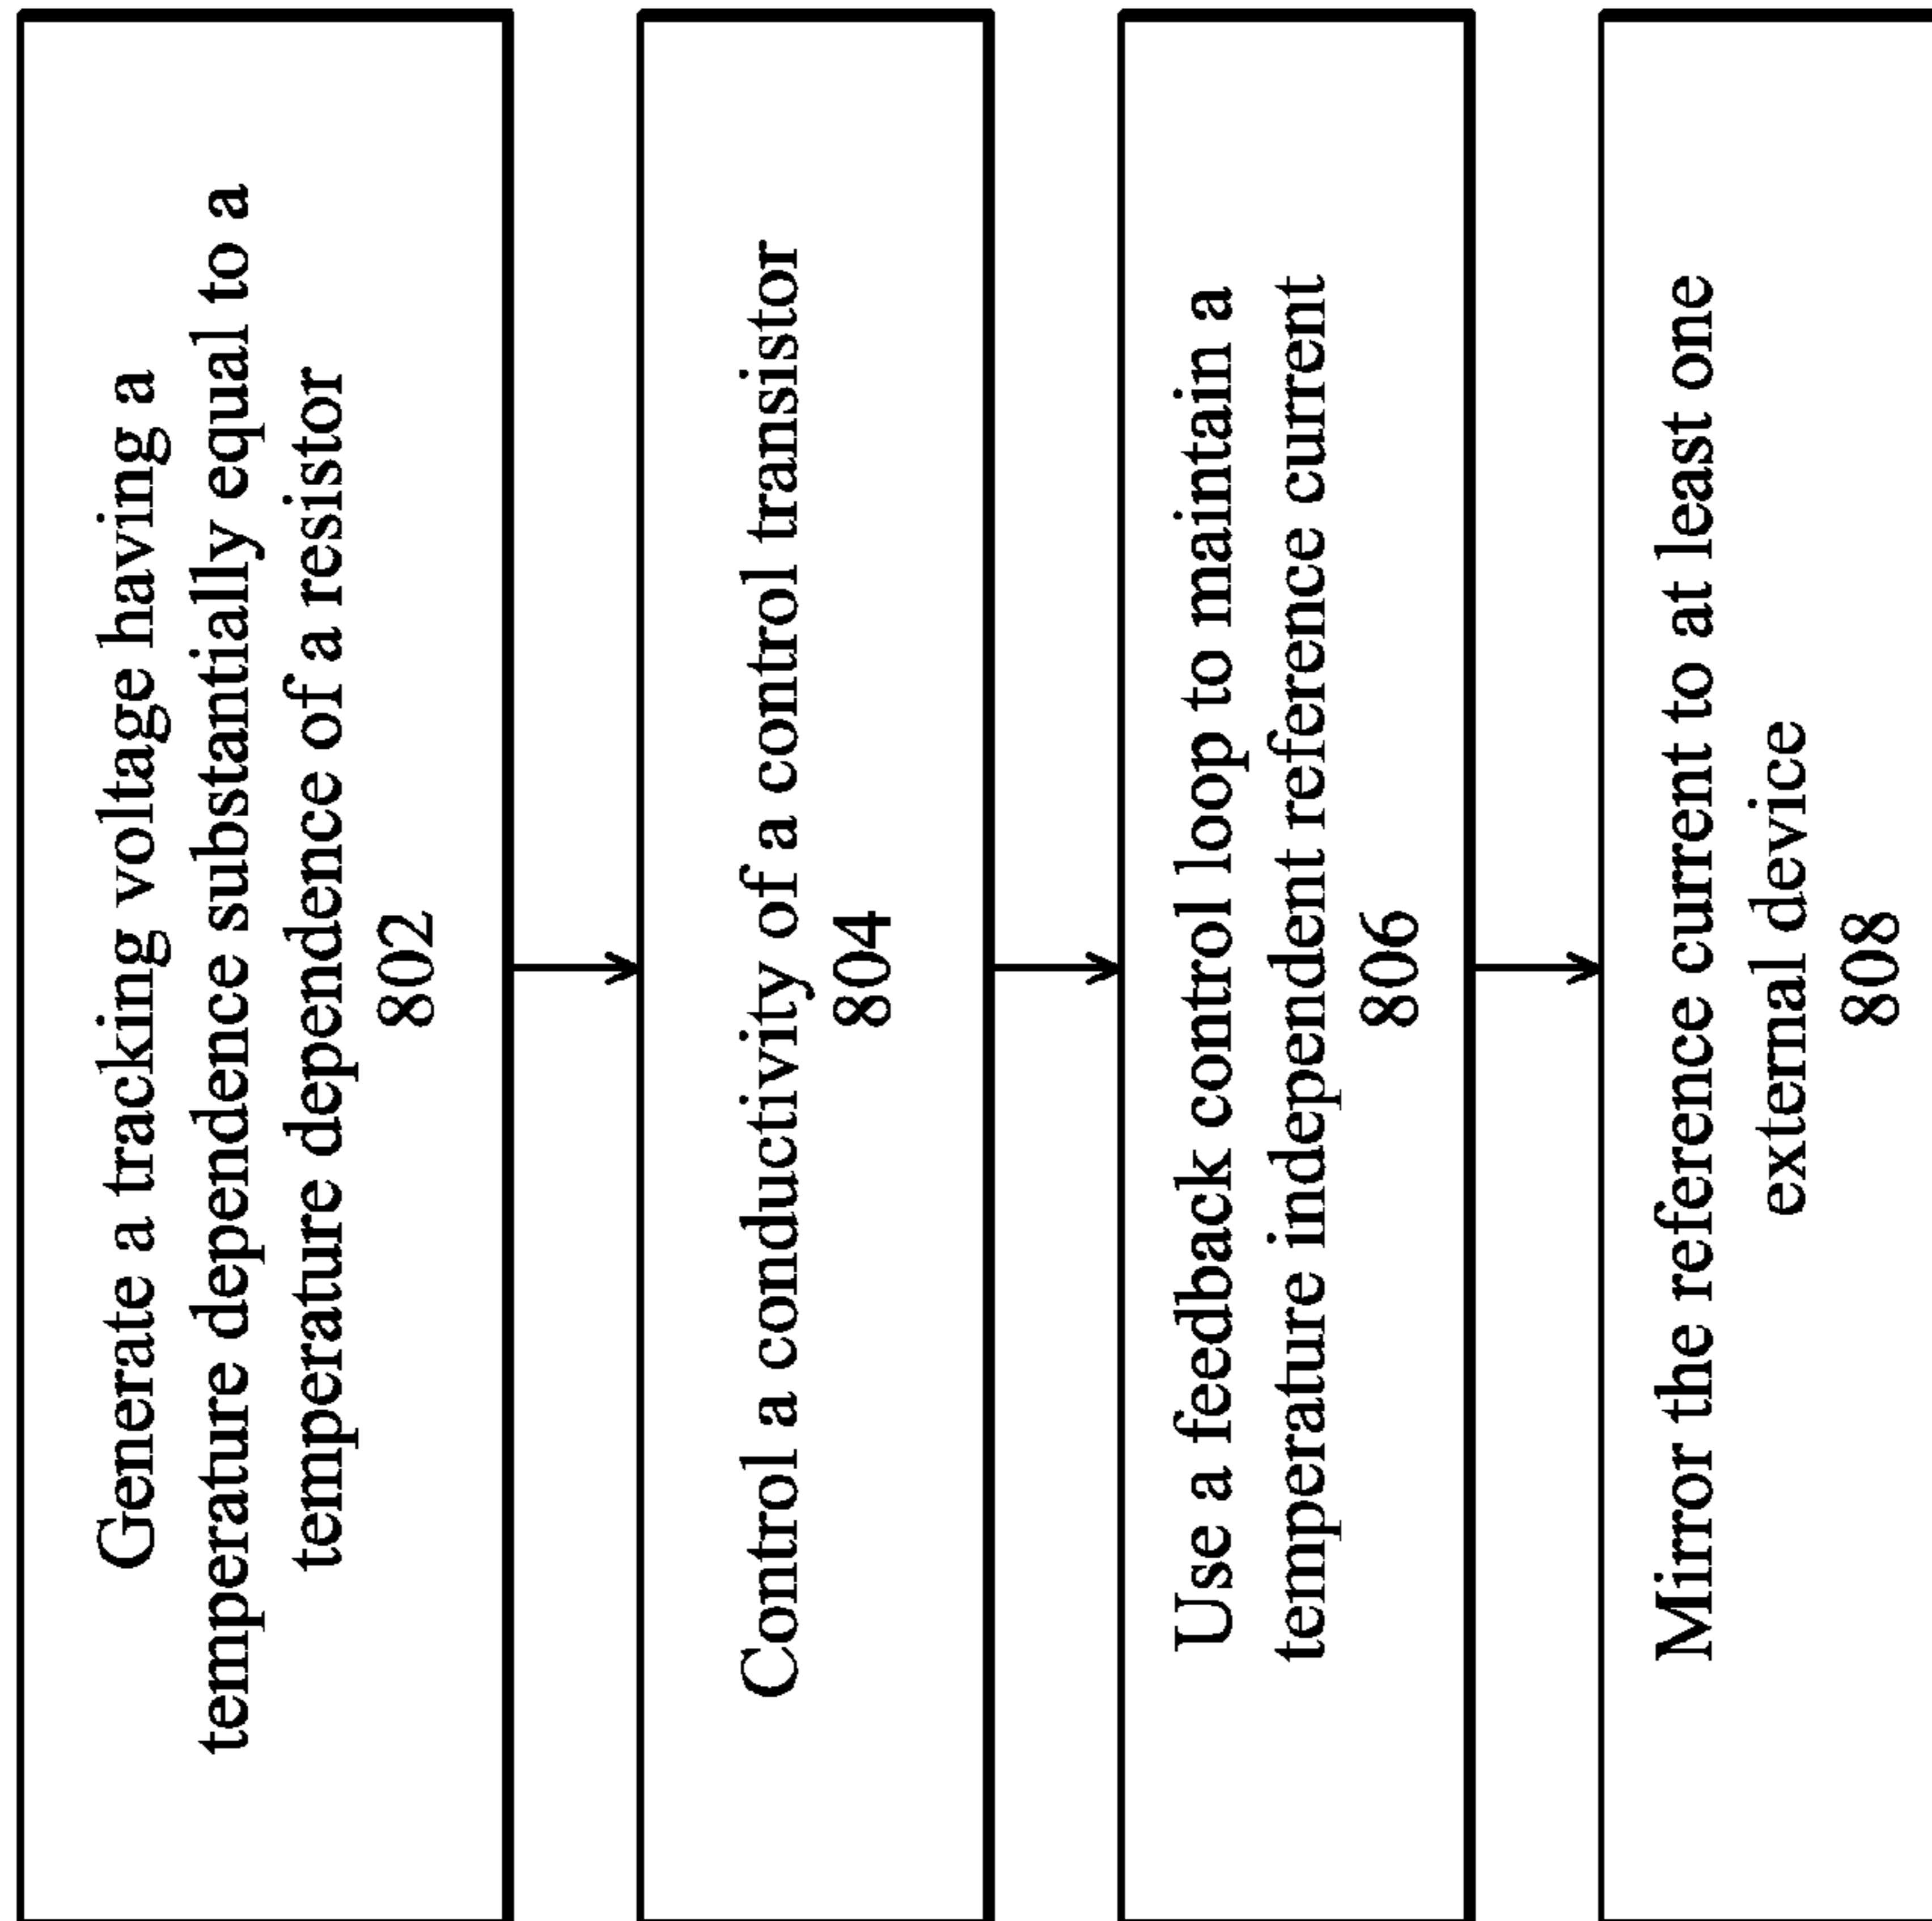 Generate a tracking voltage having a
temperature dependence substantially equal to a
temperature dependence of a resistor
802
Control a conductivity of a control transistor
804
Use a feedback control loop to maintain a
temperature independent reference current
806
Mirror the reference current to at least one
external device
808